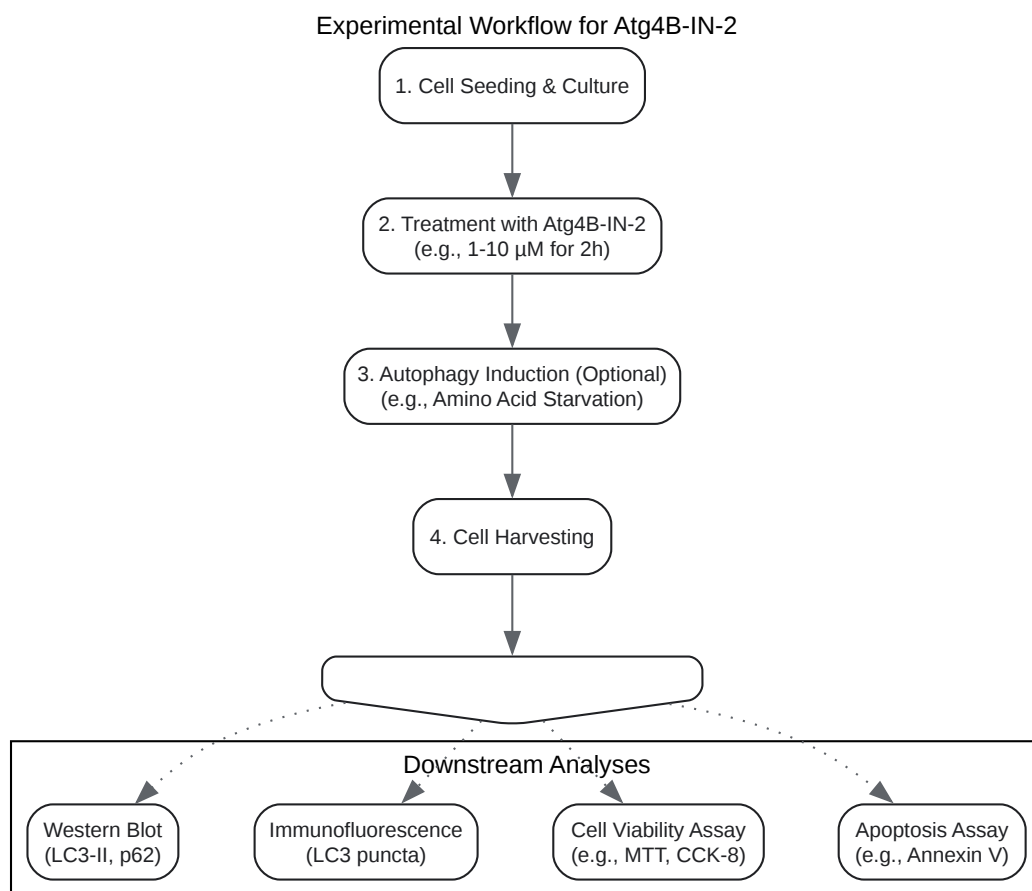 Experimental Workflow for Atg4B-IN-2
1. Cell Seeding & Culture
2. Treatment with Atg4B-IN-2
(e.g., 1-10 µM for 2h)
3. Autophagy Induction (Optional)
(e.g., Amino Acid Starvation)
4. Cell Harvesting
Downstream Analyses
Western Blot
(LC3-II, p62)
Immunofluorescence
(LC3 puncta)
Cell Viability Assay
(e.g., MTT, CCK-8)
Apoptosis Assay
(e.g., Annexin V)